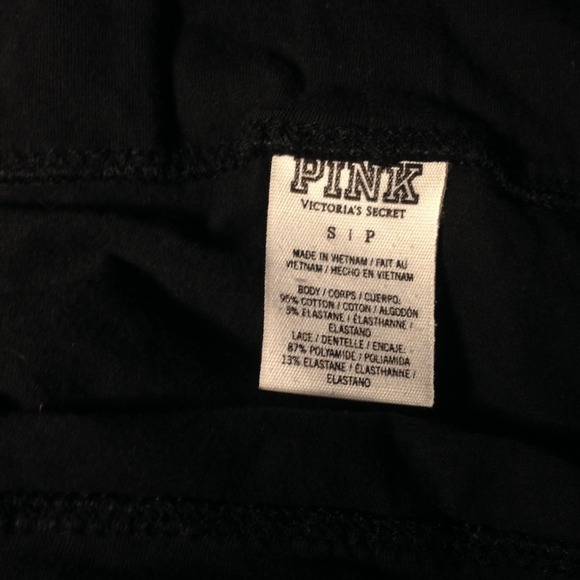 PINK
VICTORIA'S SECRET
S | P
MADE IN VIETNAM / FAIT AU
VIETNAM / HECHO EN VIETNAM
BODY / CORPS / CUERPO.
95% COTTON / COTON / ALGODÓN
5% ELASTANE / ÉLASTHANNE /
ELASTANO
LACE / DENTELLE / ENCAJE.
87% POLYAMIDE / POLIAMIDA
13% ELASTANE / ÉLASTHANNE /
ELASTANO